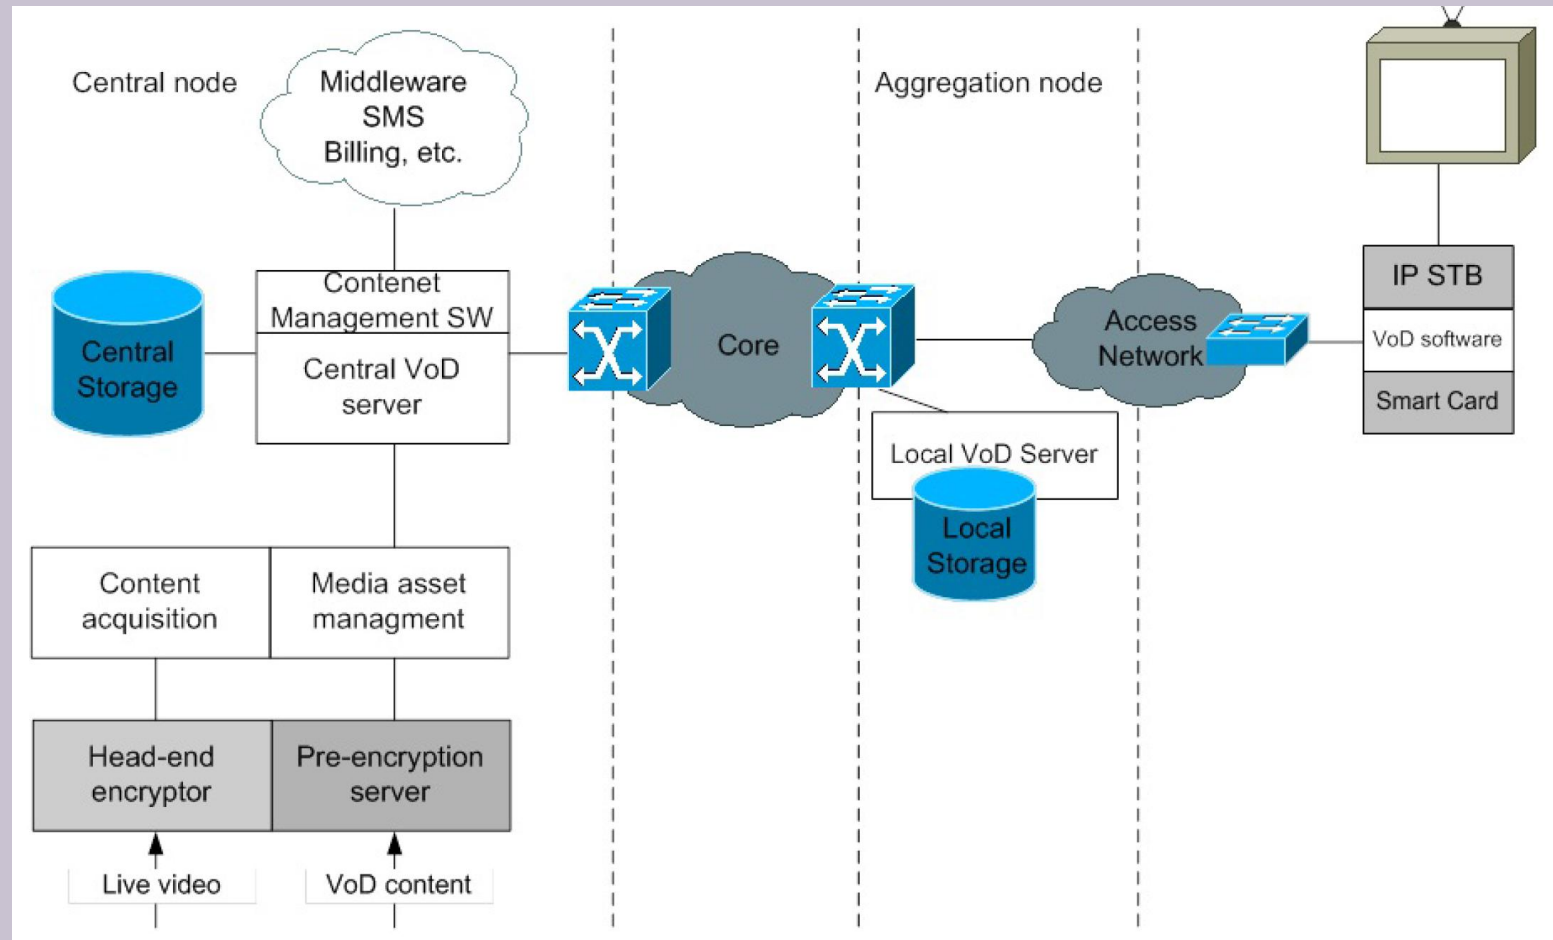 Central node
Middleware
SMS
Billing, etc.
Aggregation node
Contenet
Management SW
Central VoD
server
Central
Storage
Core
Access
Network
IP STB
VoD software
Smart Card
Local VoD Server
Local
Storage
Content
acquisition
Media asset
managment
Head-end
encryptor
Pre-encryption
server
Live video
VoD content